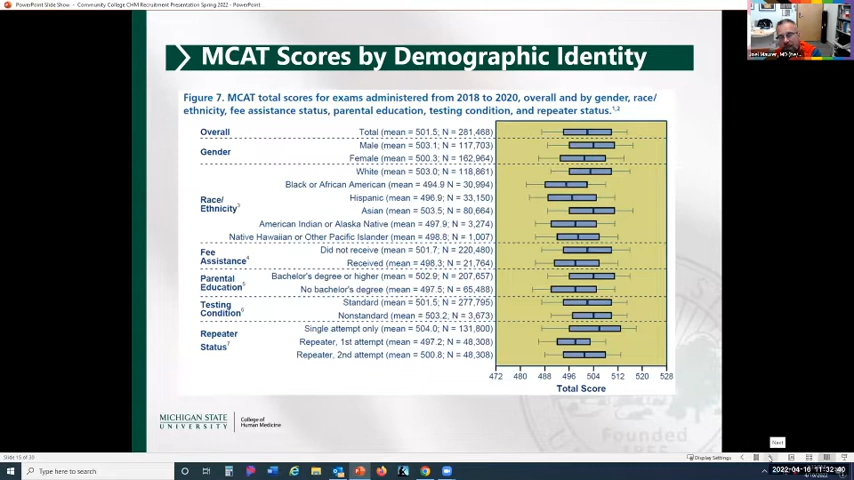 PowerPoint Slide Show - Community College CHM Recruitment Presentation Spring 2022 - PowerPoint
MCAT Scores by Demographic Identity
Figure 7. MCAT total scores for exams administered from 2018 to 2020, overall and by gender, race/
ethnicity, fee assistance status, parental education, testing condition, and repeater status.1,2
Overall
Total (mean = 501.5; N = 281,468)
Gender
Male (mean = 503.1; N = 117,703)
Female (mean = 500.3; N = 162,964)
Race/
Ethnicity3
White (mean = 503.0; N = 118,861)
Black or African American (mean = 494.9 N = 30,994)
Hispanic (mean = 496.9; N = 33,150)
Asian (mean = 503.5; N = 80,664)
American Indian or Alaska Native (mean = 497.9; N = 3,274)
Native Hawaiian or Other Pacific Islander (mean = 498.8; N = 1,007)
Fee
Assistance4
Did not receive (mean = 501.7; N = 220,480)
Received (mean = 498.3; N = 21,764)
Parental
Education5
Bachelor's degree or higher (mean = 502.9; N = 207,657)
No bachelor's degree (mean = 497.5; N = 65,488)
Testing
Condition6
Standard (mean = 501.5; N = 277,795)
Nonstandard (mean = 503.2; N = 3,673)
Repeater
Status7
Single attempt only (mean = 504.0; N = 131,800)
Repeater, 1st attempt (mean = 497.2; N = 48,308)
Repeater, 2nd attempt (mean = 500.8; N = 48,308)
472 480 488 496 504 512 520 528
Total Score
MICHIGAN STATE
UNIVERSITY
College of
Human Medicine
Founded
Next
Slide 15 of 30
Display Settings
Type here to search
2022-04-16 11:32:40